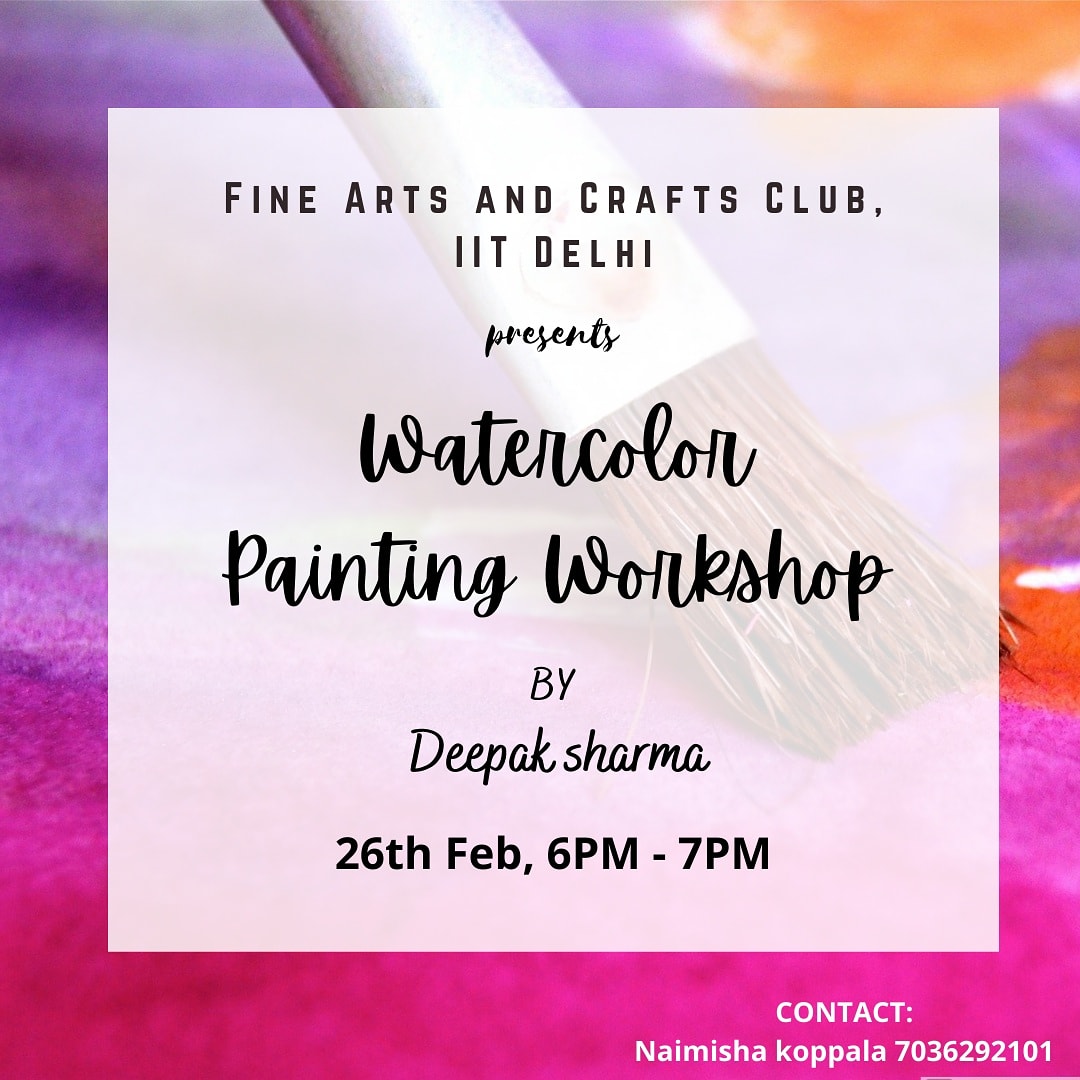 Fine Arts and Crafts Club,
IIT Delhi
presents
Watercolor
Painting Workshop
BY
Deepak sharma
26th Feb, 6PM - 7PM
CONTACT:
Naimisha koppala 7036292101